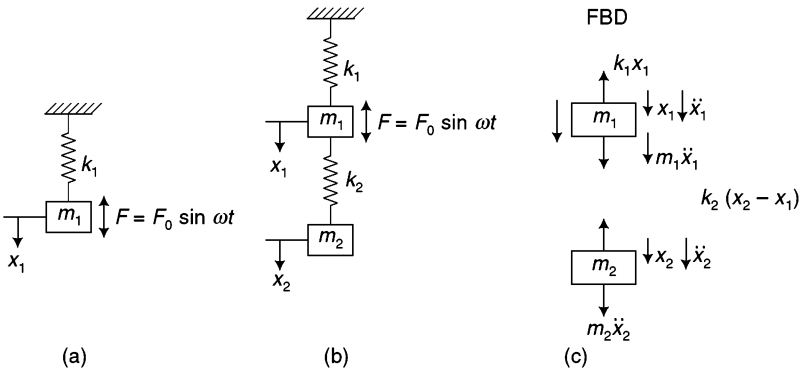 k₁
m₁
F = F₀ sin ωt
x₁
(a)
k₁
m₁
F = F₀ sin ωt
x₁
k₂
m₂
x₂
(b)
FBD
k₁x₁
m₁
x₁ ẍ₁
m₁ẍ₁
k₂ (x₂ − x₁)
m₂
x₂ ẍ₂
m₂ẍ₂
(c)